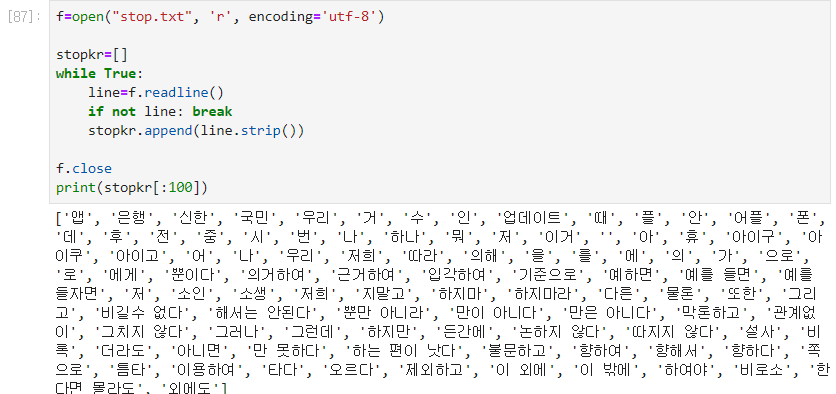 [87]: f=open("stop.txt", 'r', encoding='utf-8')
stopkr=[]
while True:
line=f.readline()
if not line: break
stopkr.append(line.strip())
f.close
print(stopkr[:100])
['앱', '은행', '신한', '국민', '우리', '거', '수', '인', '업데이트', '때', '플', '안', '어플', '폰',
'데', '후', '전', '중', '시', '번', '나', '하나', '뭐', '저', '이거', '', '아', '휴', '아이구', '아
이쿠', '아이고', '어', '나', '우리', '저희', '따라', '의해', '을', '를', '에', '의', '가', '으로',
'로', '에게', '뿐이다', '의거하여', '근거하여', '입각하여', '기준으로', '예하면', '예를 들면', '예를
들자면', '저', '소인', '소생', '저희', '지말고', '하지마', '하지마라', '다른', '물론', '또한', '그리
고', '비길수 없다', '해서는 안된다', '뿐만 아니라', '만이 아니다', '만은 아니다', '막론하고', '관계없
이', '그치지 않다', '그러나', '그런데', '하지만', '든간에', '논하지 않다', '따지지 않다', '설사', '비
록', '더라도', '아니면', '만 못하다', '하는 편이 낫다', '불문하고', '향하여', '향해서', '향하다', '쪽
으로', '틈타', '이용하여', '타다', '오르다', '제외하고', '이 외에', '이 밖에', '하여야', '비로소', '한
다면 몰라도', '외에도']